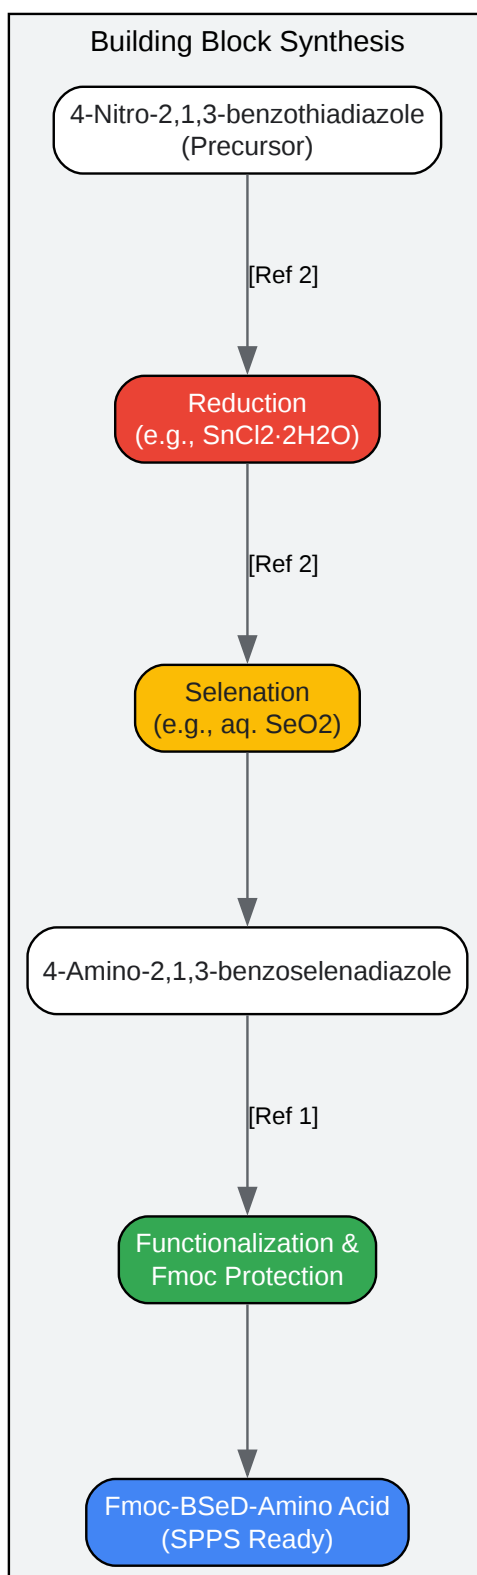 Building Block Synthesis
4-Nitro-2,1,3-benzothiadiazole
(Precursor)
[Ref 2]
Reduction
(e.g., SnCl2·2H2O)
[Ref 2]
Selenation
(e.g., aq. SeO2)
4-Amino-2,1,3-benzoselenadiazole
[Ref 1]
Functionalization &
Fmoc Protection
Fmoc-BSeD-Amino Acid
(SPPS Ready)